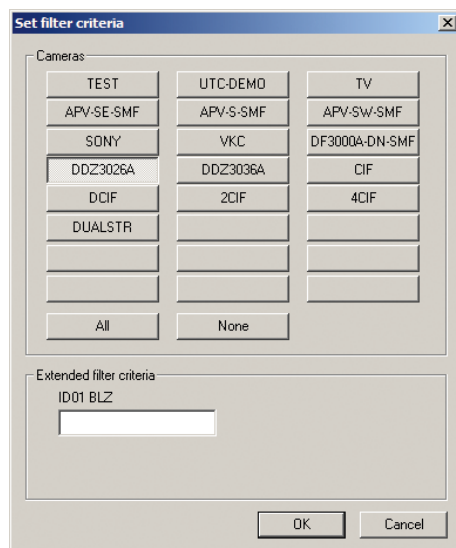 Set filter criteria
Cameras
TEST UTC-DEMO TV
APV-SE-SMF APV-S-SMF APV-SW-SMF
SONY VKC DF3000A-DN-SMF
DDZ3026A DDZ3036A CIF
DCIF 2CIF 4CIF
DUALSTR
All None
Extended filter criteria
ID01 BLZ
OK Cancel